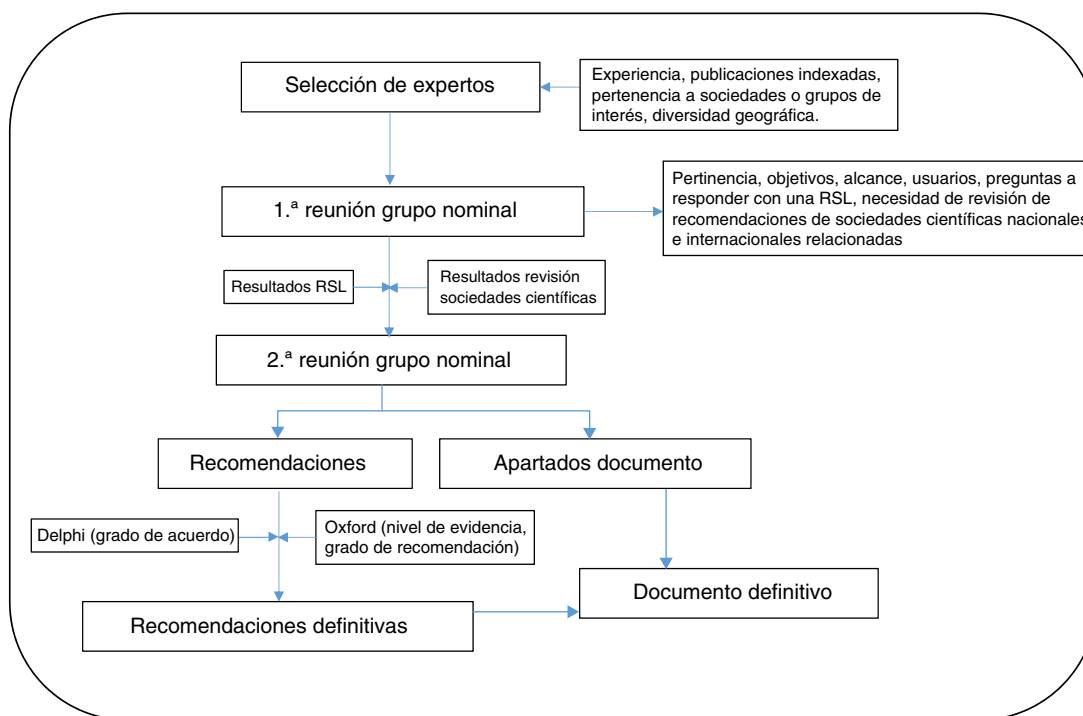 Selección de expertos
Experiencia, publicaciones indexadas,
pertenencia a sociedades o grupos de
interés, diversidad geográfica.
1.ª reunión grupo nominal
Pertinencia, objetivos, alcance, usuarios, preguntas a
responder con una RSL, necesidad de revisión de
recomendaciones de sociedades científicas nacionales
e internacionales relacionadas
Resultados RSL
Resultados revisión
sociedades científicas
2.ª reunión grupo nominal
Recomendaciones
Apartados documento
Delphi (grado de acuerdo)
Oxford (nivel de evidencia,
grado de recomendación)
Documento definitivo
Recomendaciones definitivas